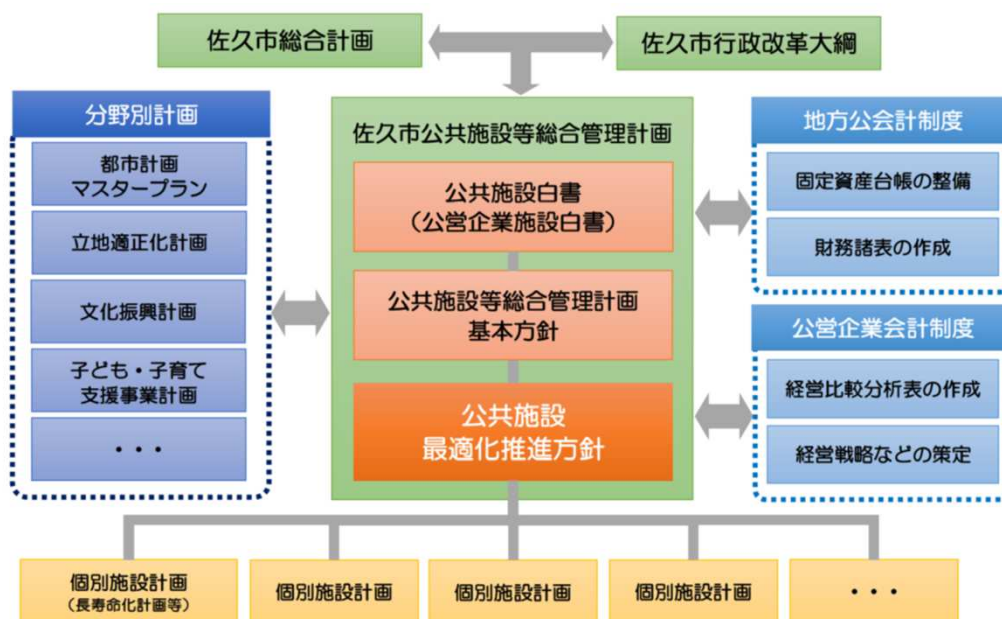 佐久市総合計画
佐久市行政改革大綱
分野別計画
都市計画
マスタープラン
立地適正化計画
文化振興計画
子ども・子育て
支援事業計画
・・・
佐久市公共施設等総合管理計画
公共施設白書
（公営企業施設白書）
公共施設等総合管理計画
基本方針
公共施設
最適化推進方針
地方公会計制度
固定資産台帳の整備
財務諸表の作成
公営企業会計制度
経営比較分析表の作成
経営戦略などの策定
個別施設計画
（長寿命化計画等）
個別施設計画
個別施設計画
個別施設計画
・・・